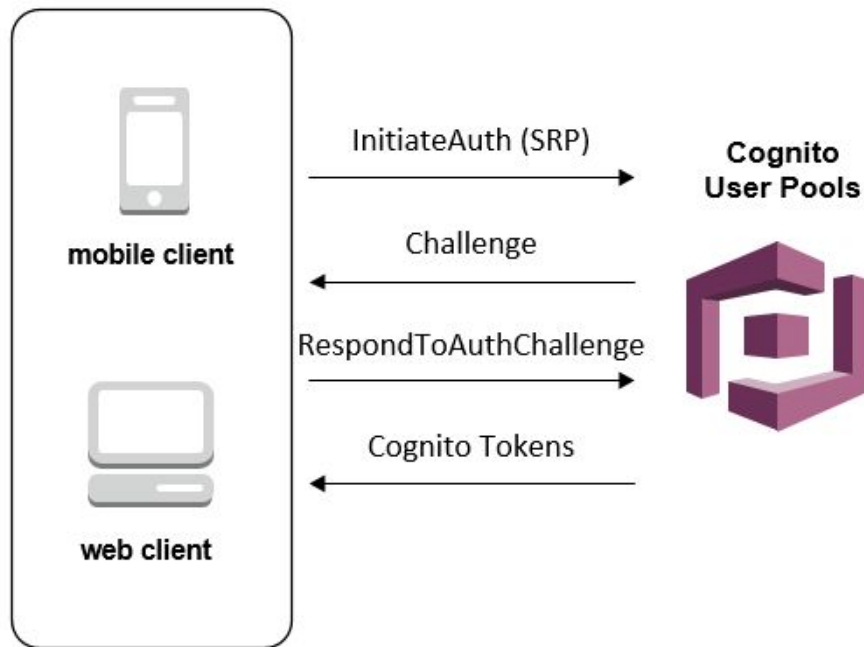 mobile client
web client
InitiateAuth (SRP)
Challenge
RespondToAuthChallenge
Cognito Tokens
Cognito
User Pools